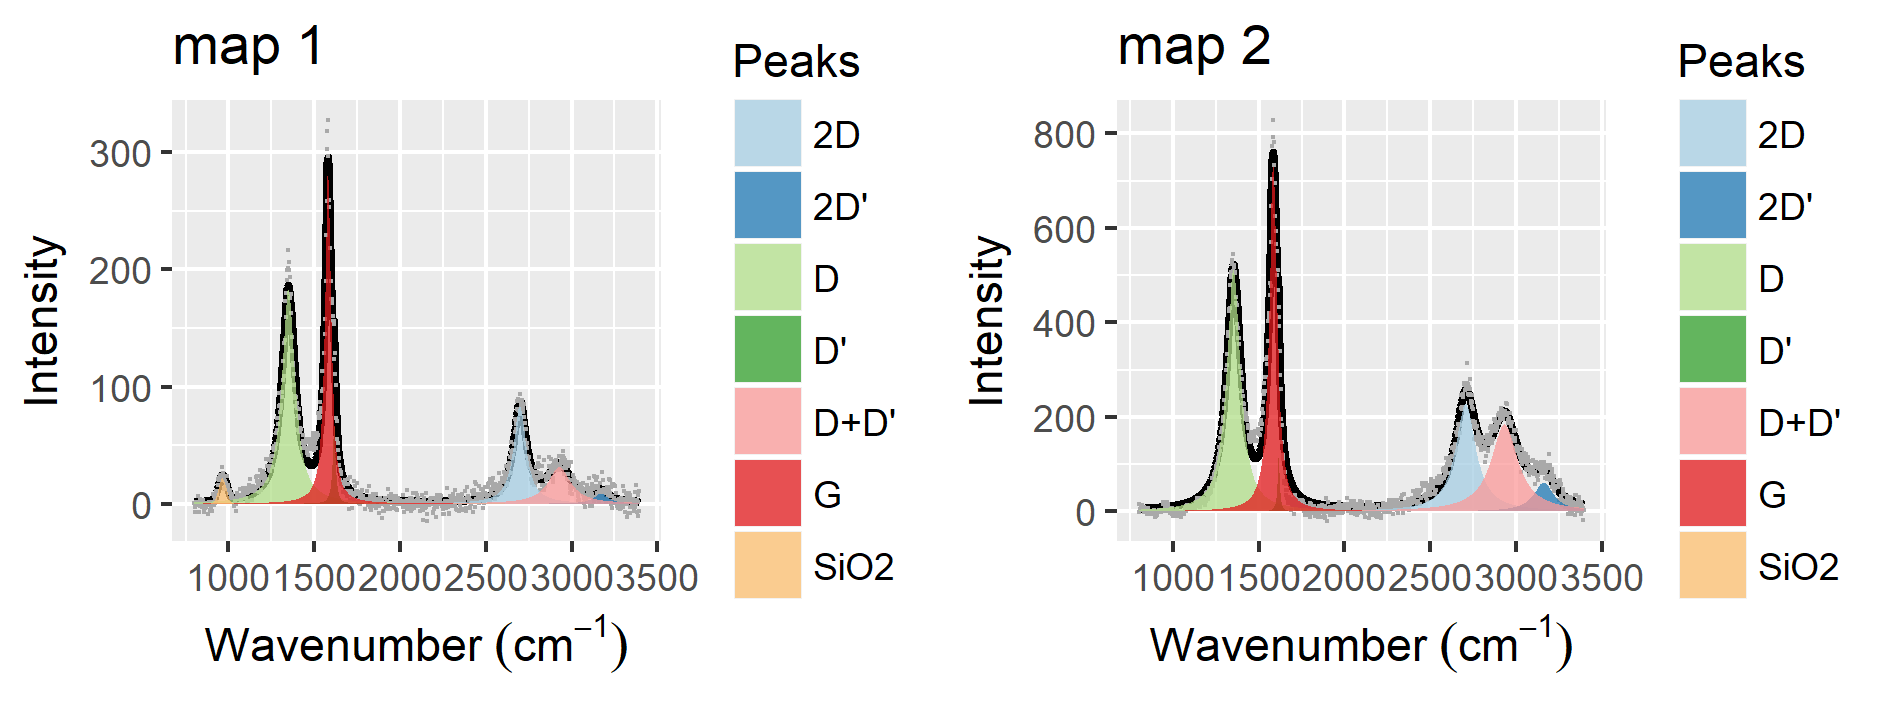 map 1
Peaks
2D
2D'
D
D'
D+D'
G
SiO2
Intensity
300
200
100
0
1000 1500 2000 2500 3000 3500
Wavenumber (cm⁻¹)
map 2
Peaks
2D
2D'
D
D'
D+D'
G
SiO2
Intensity
800
600
400
200
0
1000 1500 2000 2500 3000 3500
Wavenumber (cm⁻¹)